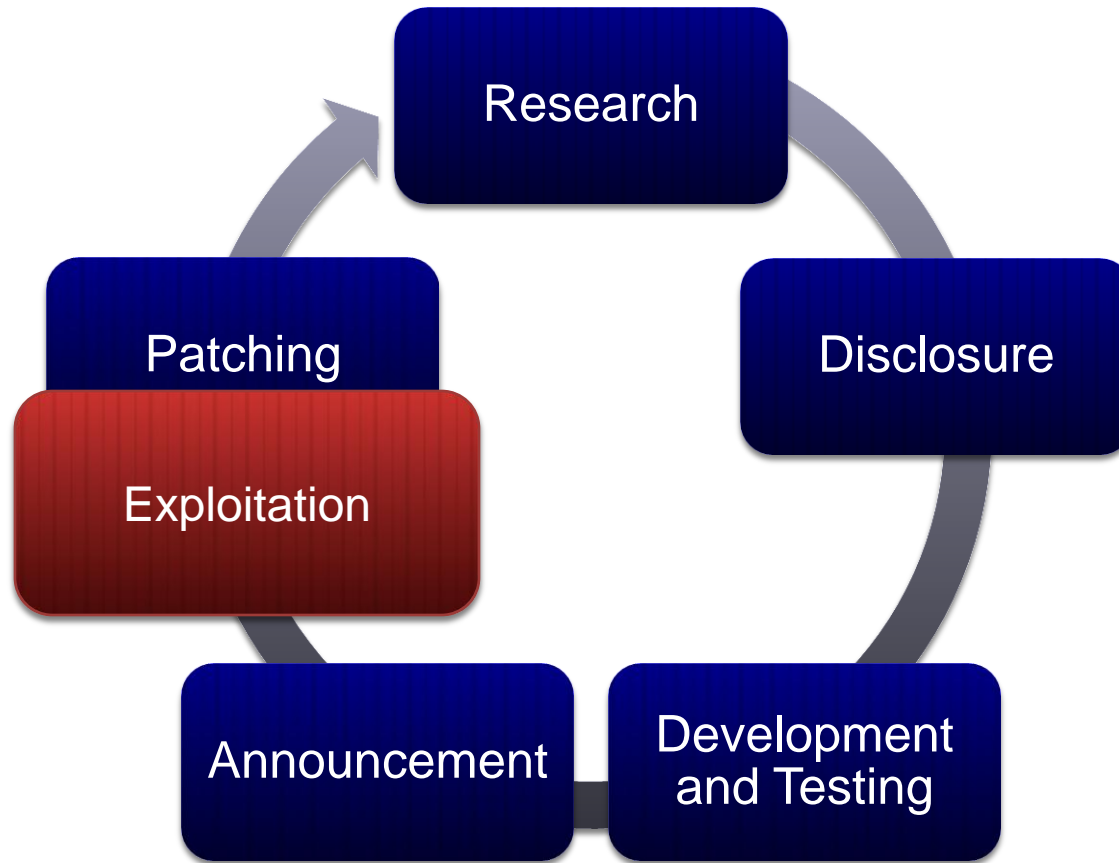 Research
Disclosure
Development
and Testing
Announcement
Patching
Exploitation